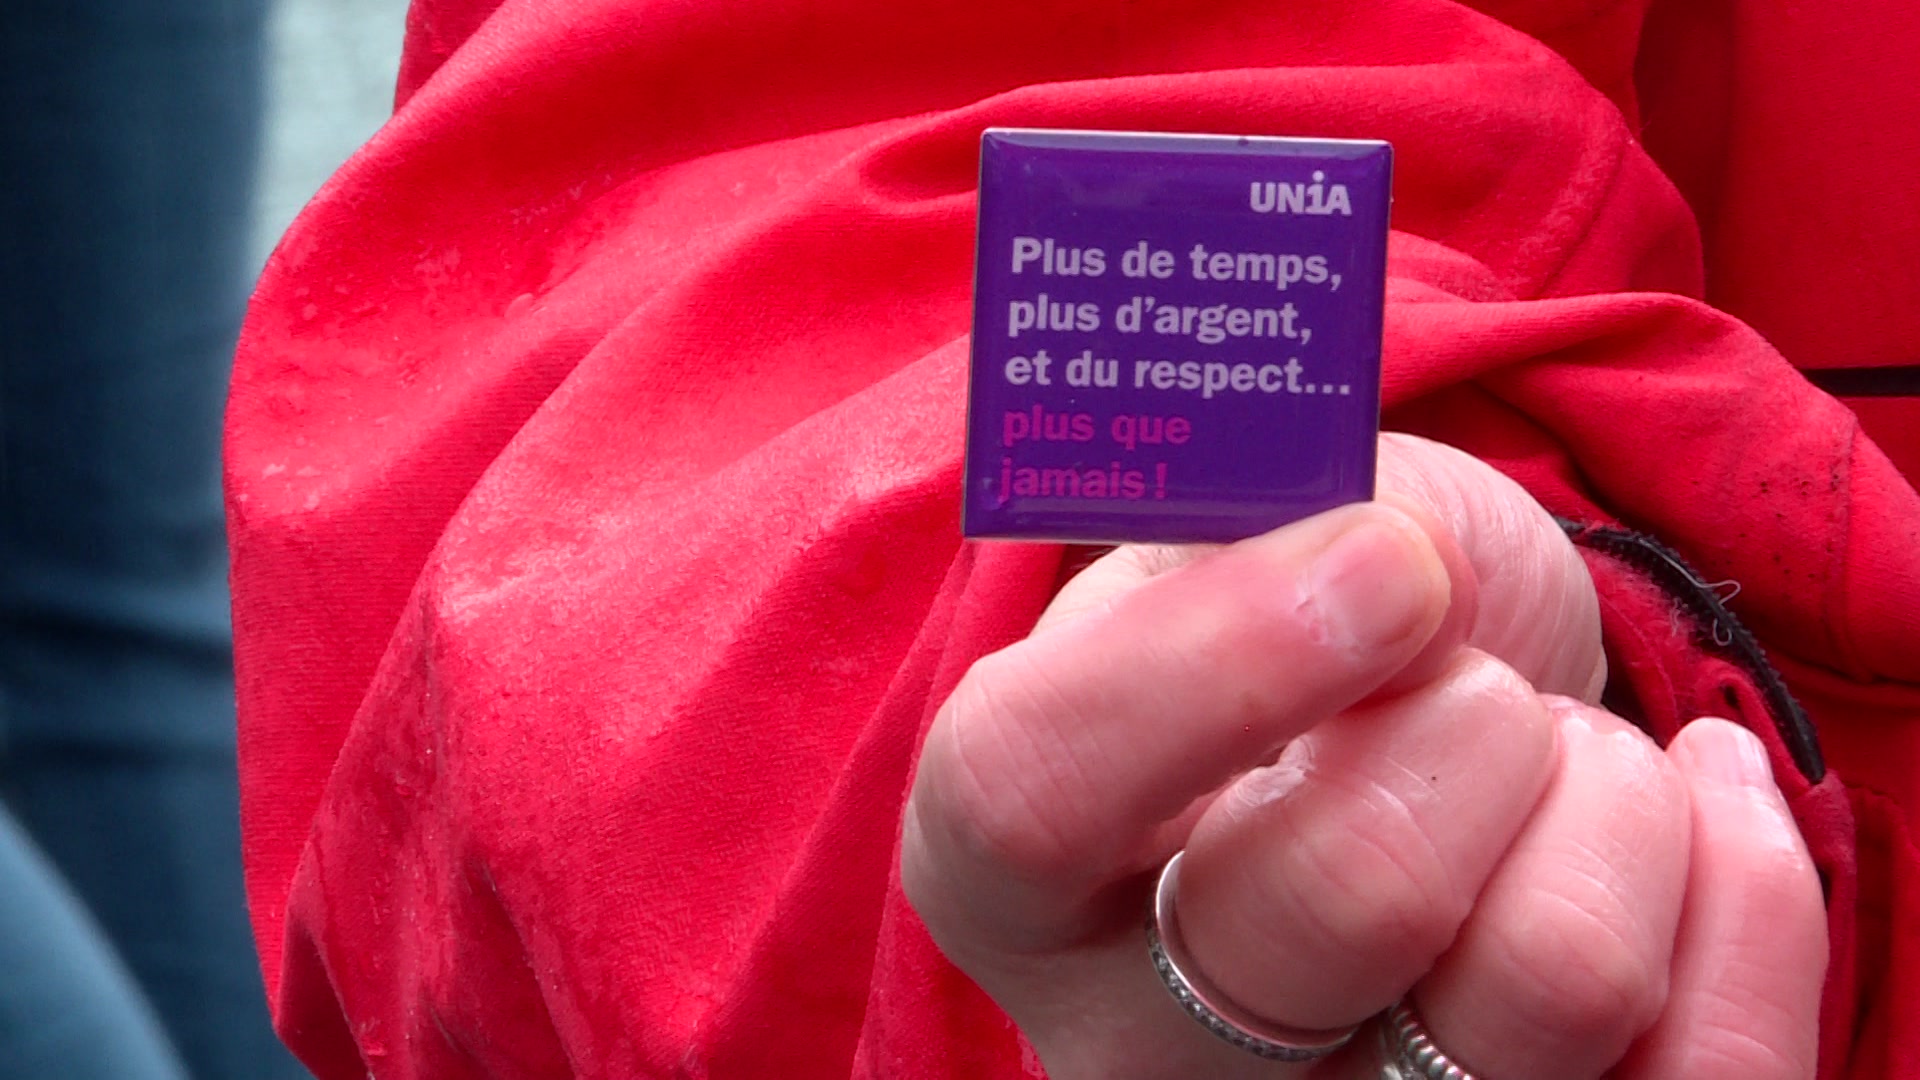 UNiA
Plus de temps,
plus d’argent,
et du respect...
plus que
jamais !